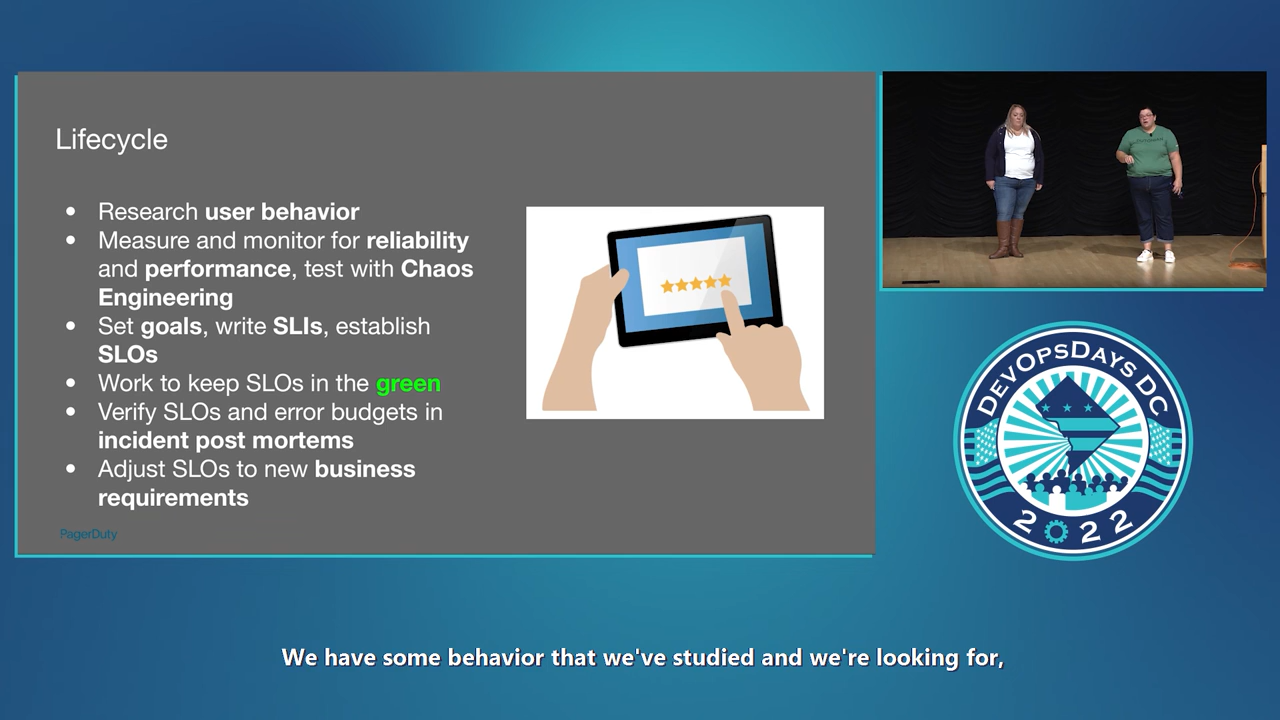 Lifecycle
• Research user behavior
• Measure and monitor for reliability
and performance, test with Chaos
Engineering
• Set goals, write SLIs, establish
SLOs
• Work to keep SLOs in the green
• Verify SLOs and error budgets in
incident post mortems
• Adjust SLOs to new business
requirements
PagerDuty
DEVOPSDAYS DC
2022
We have some behavior that we've studied and we're looking for,